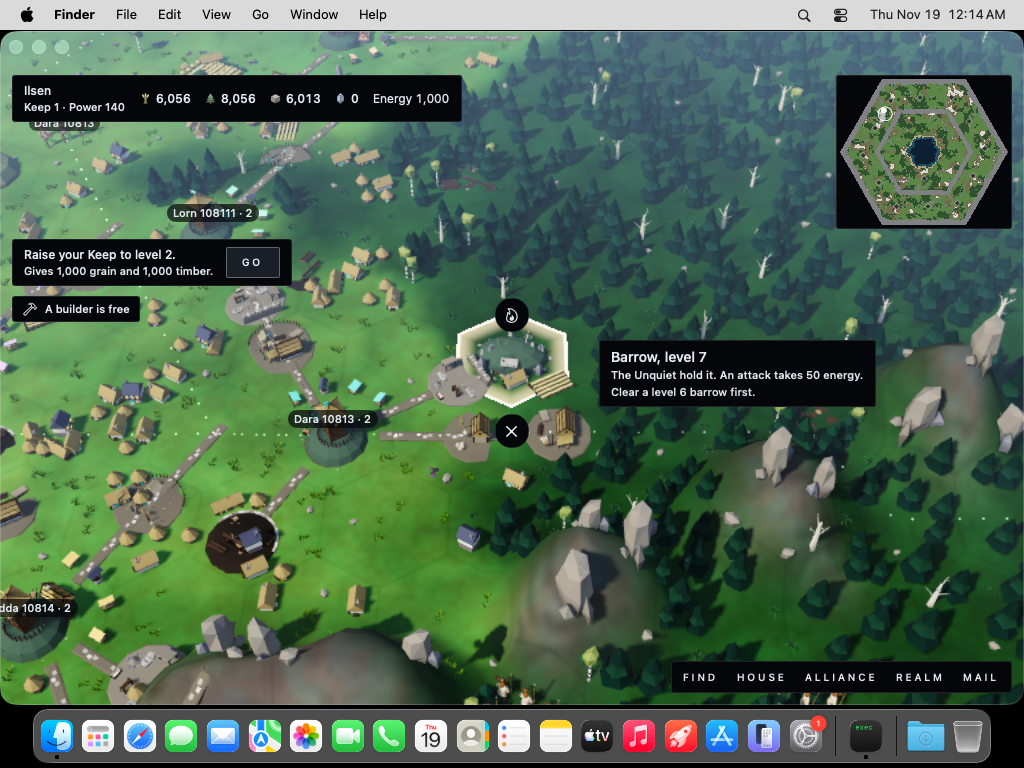 Finder File Edit View Go Window Help Thu Nov 19 12:14 AM
Ilsen
Keep 1 · Power 140
6,056 8,056 6,013 0 Energy 1,000
Dara 10813
Lorn 108111 · 2
Raise your Keep to level 2.
Gives 1,000 grain and 1,000 timber.
GO
A builder is free
Barrow, level 7
The Unquiet hold it. An attack takes 50 energy.
Clear a level 6 barrow first.
Dara 10813 · 2
dda 10814 · 2
FIND HOUSE ALLIANCE REALM MAIL
Thu
19
tv
1
exec